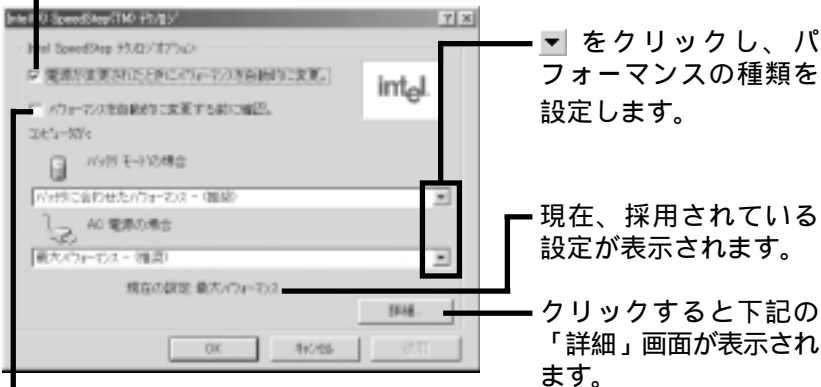 Intel(R) SpeedStep(TM) テクノロジ
Intel SpeedStep テクノロジ オプション
電源が変更されたときにパフォーマンスを自動的に変更。
intel.
パフォーマンスを自動的に変更する前に確認。
コンピュータが:
バッテリ モードの場合
バッテリに合わせたパフォーマンス - (推奨)
AC 電源の場合
最大パフォーマンス - (推奨)
現在の設定: 最大パフォーマンス
詳細...
OK
キャンセル
適用
をクリックし、パ
フォーマンスの種類を
設定します。
現在、採用されている
設定が表示されます。
クリックすると下記の
「詳細」画面が表示され
ます。